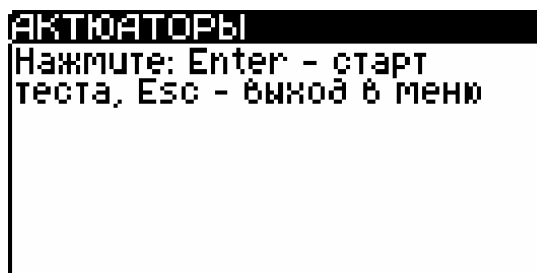 АКТЮАТОРЫ
Нажмите: Enter - старт
теста, Esc - выход в меню